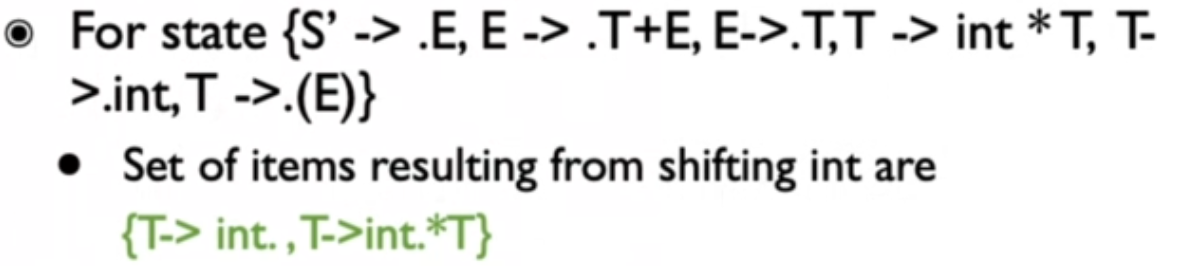 For state {S’ -> .E, E -> .T+E, E->.T,T -> int * T, T-
>.int,T ->.(E)}
Set of items resulting from shifting int are
{T-> int. ,T->int.*T}